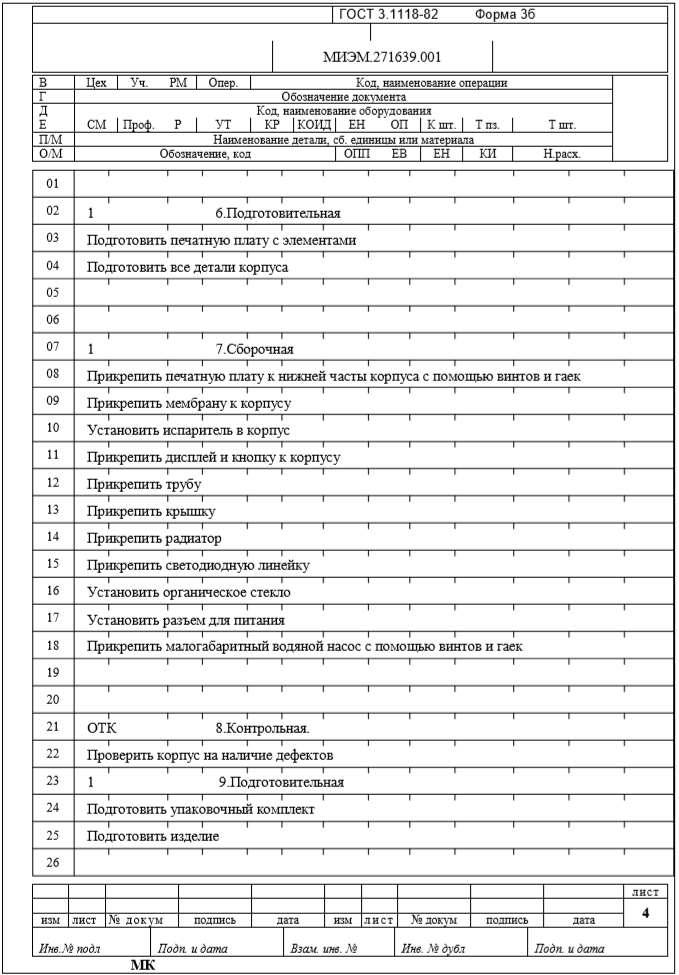 ГОСТ 3.1118-82 Форма 3б
МИЭМ.271639.001
В Цех Уч. РМ Опер. Код, наименование операции
Г Обозначение документа
Д Код, наименование оборудования
Е СМ Проф. Р УТ КР КОИД ЕН ОП К шт. Т пз. Т шт.
П/М Наименование детали, сб. единицы или материала
О/М Обозначение, код ОПП ЕВ ЕН КИ Н.расх.
01
02 1 6.Подготовительная
03 Подготовить печатную плату с элементами
04 Подготовить все детали корпуса
05
06
07 1 7.Сборочная
08 Прикрепить печатную плату к нижней часты корпуса с помощью винтов и гаек
09 Прикрепить мембрану к корпусу
10 Установить испаритель в корпус
11 Прикрепить дисплей и кнопку к корпусу
12 Прикрепить трубу
13 Прикрепить крышку
14 Прикрепить радиатор
15 Прикрепить светодиодную линейку
16 Установить органическое стекло
17 Установить разъем для питания
18 Прикрепить малогабаритный водяной насос с помощью винтов и гаек
19
20
21 ОТК 8.Контрольная.
22 Проверить корпус на наличие дефектов
23 1 9.Подготовительная
24 Подготовить упаковочный комплект
25 Подготовить изделие
26
лист
4
изм лист № докум подпись дата изм лист № докум подпись дата
Инв.№ подл Подп. и дата Взам. инв. № Инв. № дубл Подп. и дата
МК